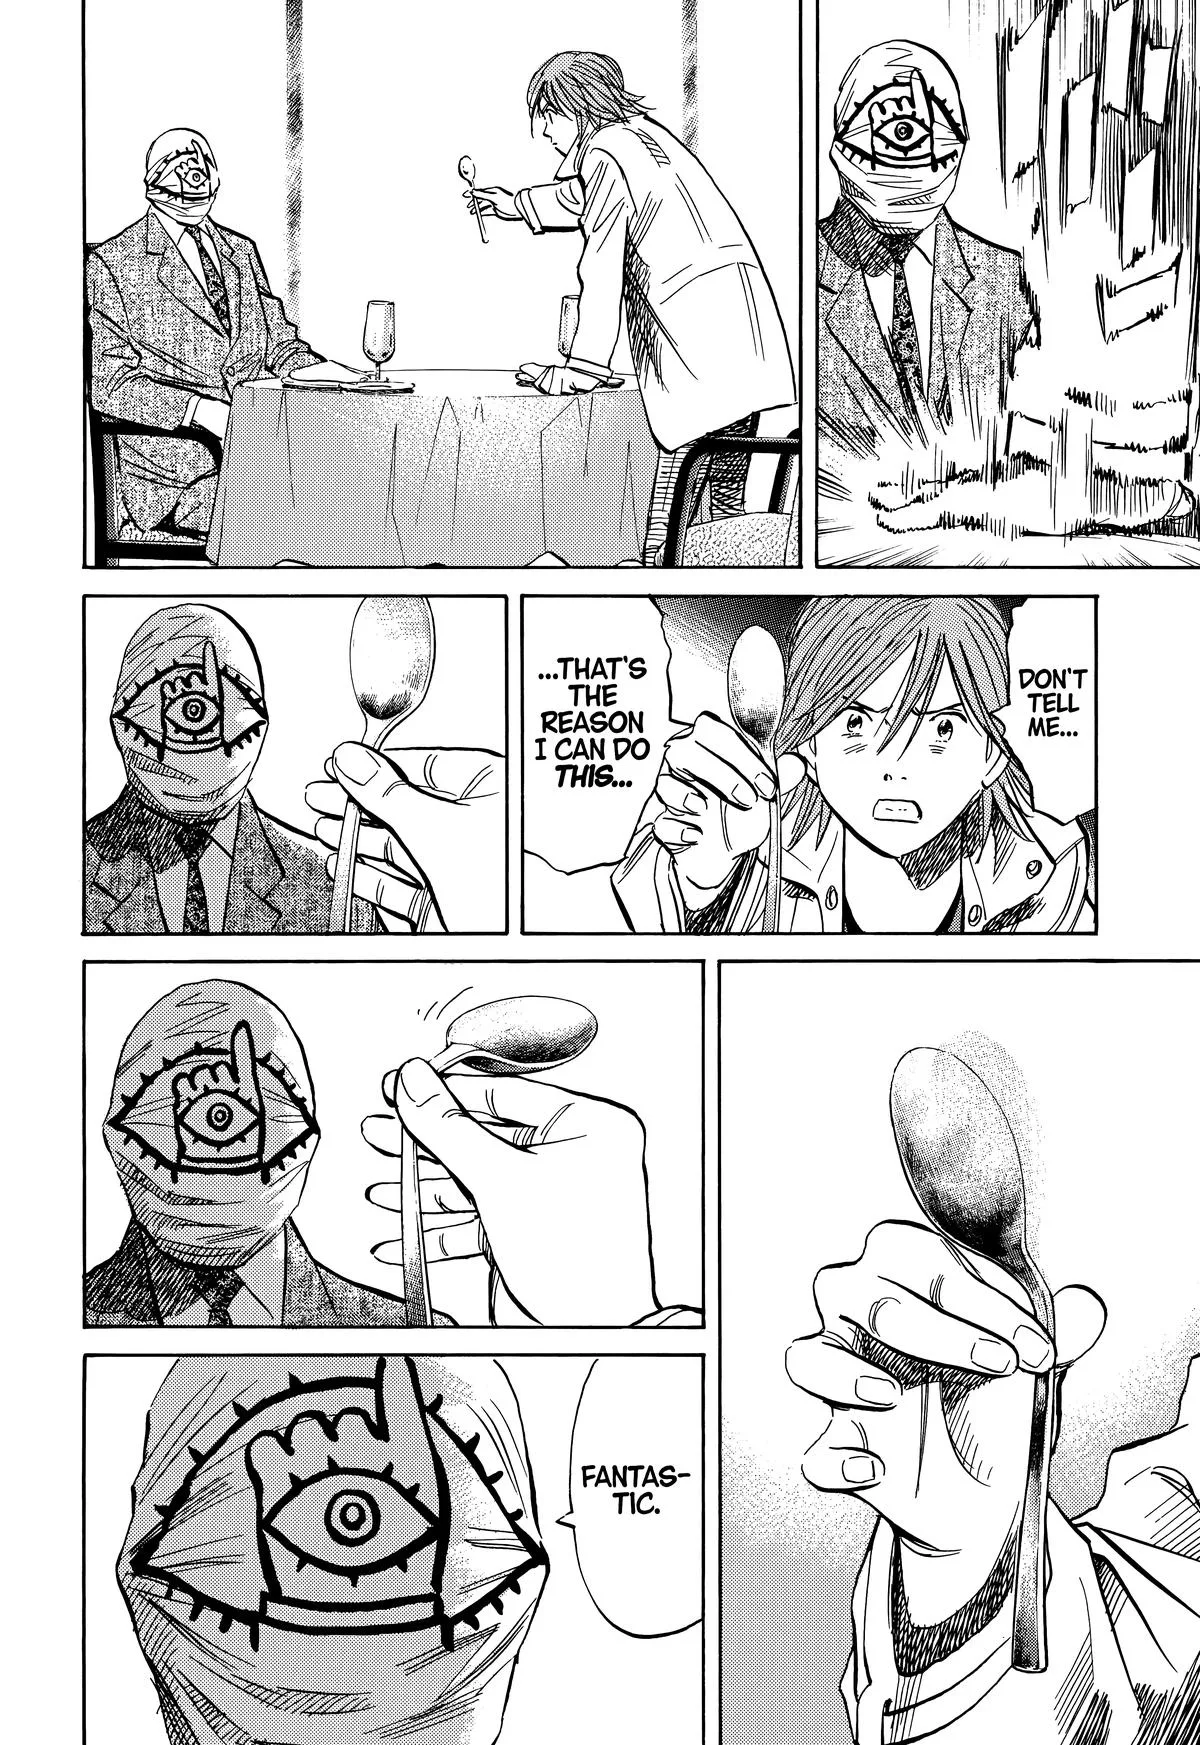 DON'T
TELL
ME...
...THAT'S
THE
REASON
I CAN DO
THIS...
FANTAS-
TIC.